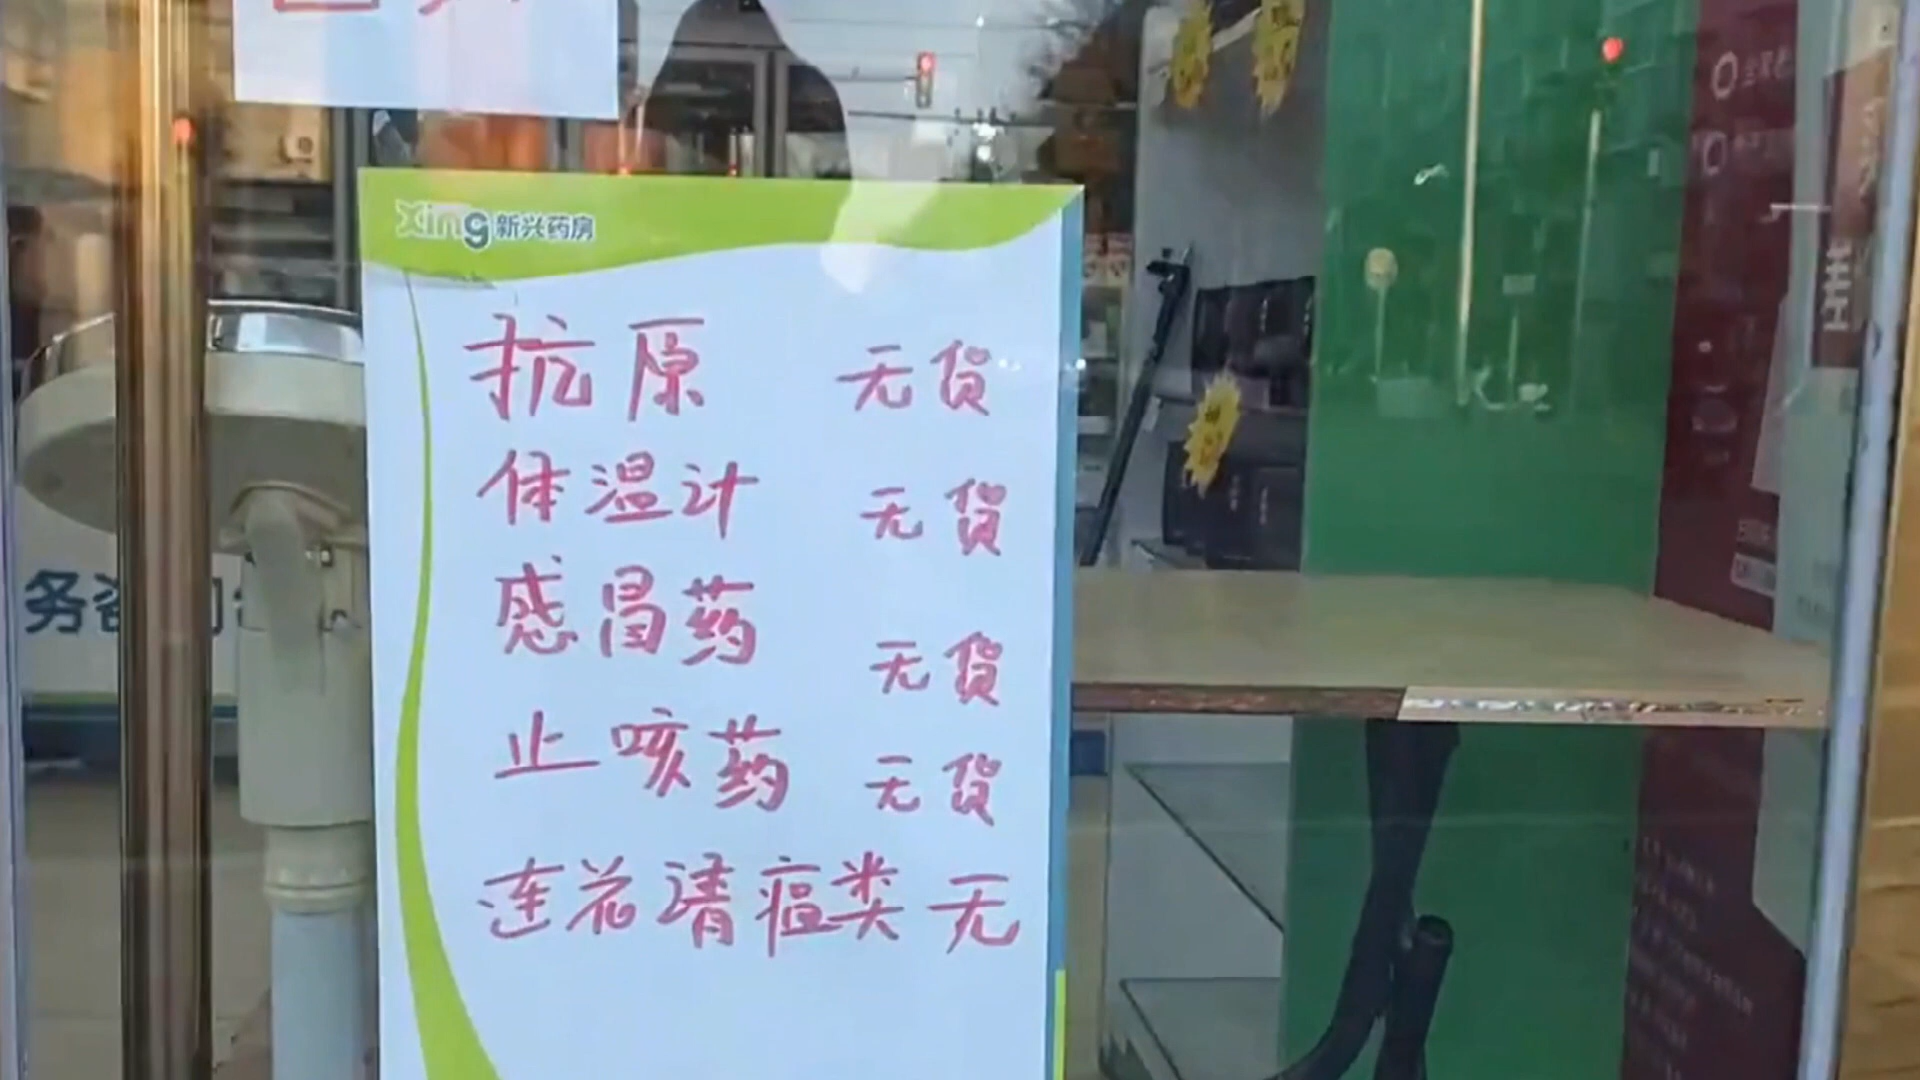 xing 新兴药房
抗原 无货
体温计 无货
感冒药 无货
止咳药 无货
连花请瘟类 无